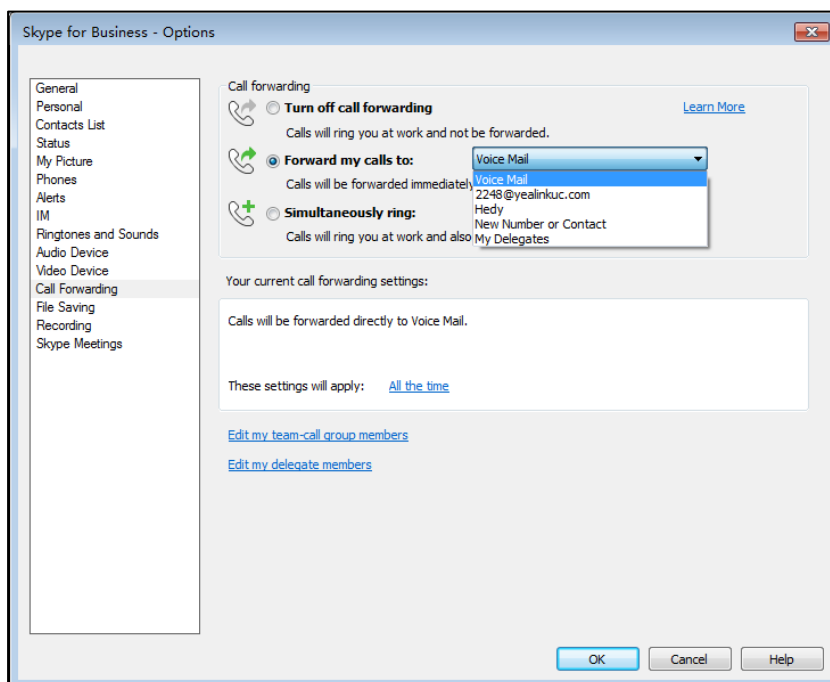 Skype for Business - Options
General
Personal
Contacts List
Status
My Picture
Phones
Alerts
IM
Ringtones and Sounds
Audio Device
Video Device
Call Forwarding
File Saving
Recording
Skype Meetings
Call forwarding
Turn off call forwarding
Learn More
Calls will ring you at work and not be forwarded.
Forward my calls to:
Voice Mail
Calls will be forwarded immediately
Voice Mail
2248@yealinkuc.com
Hedy
New Number or Contact
My Delegates
Simultaneously ring:
Calls will ring you at work and also
Your current call forwarding settings:
Calls will be forwarded directly to Voice Mail.
These settings will apply: All the time
Edit my team-call group members
Edit my delegate members
OK
Cancel
Help